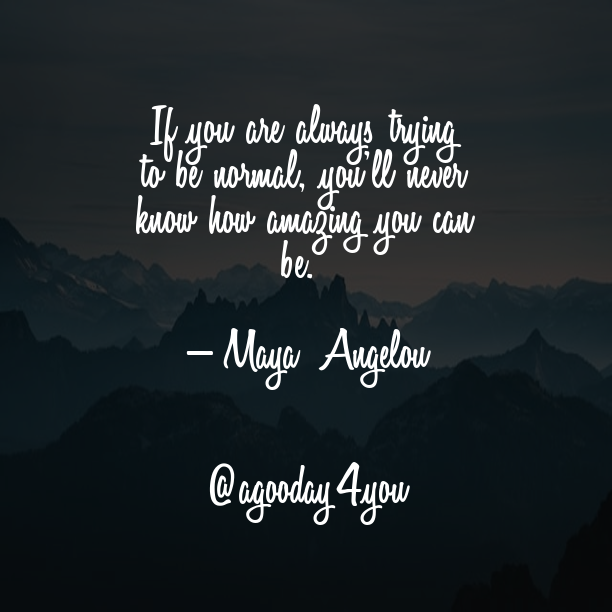 If you are always trying
to be normal, you'll never
know how amazing you can
be.
— Maya Angelou
@agooday4you